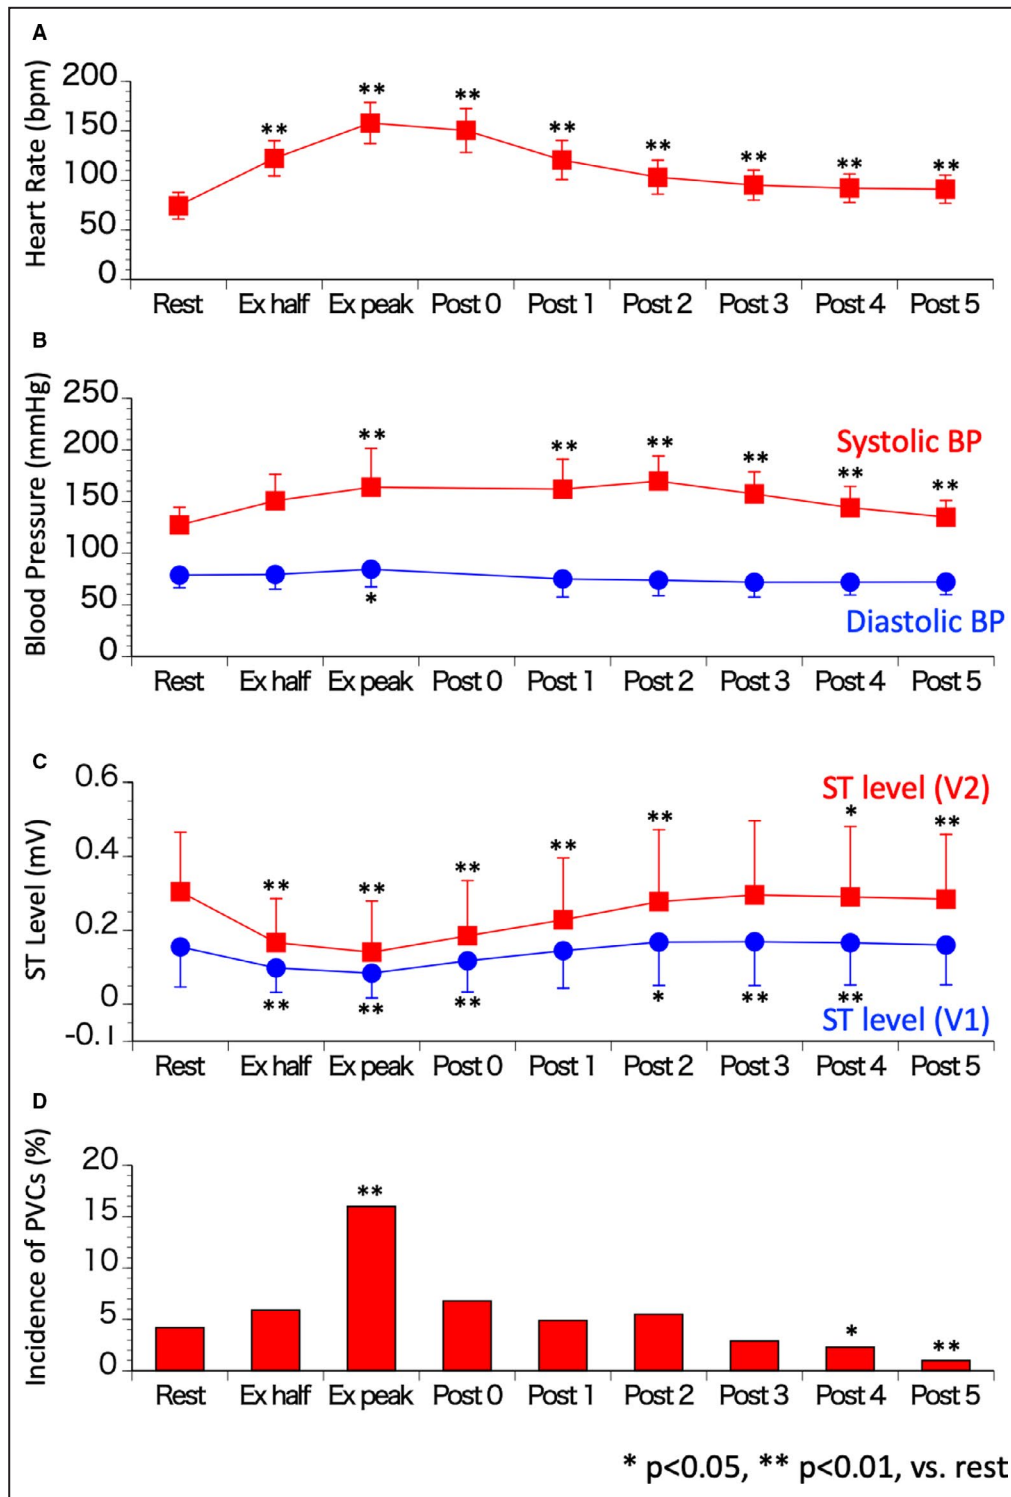 A
Heart Rate (bpm)
200
150
100
50
0
** ** ** ** ** ** ** **
Rest Ex half Ex peak Post 0 Post 1 Post 2 Post 3 Post 4 Post 5
B
Blood Pressure (mmHg)
250
200
150
100
50
0
** ** ** ** ** **
Systolic BP
*
Diastolic BP
Rest Ex half Ex peak Post 0 Post 1 Post 2 Post 3 Post 4 Post 5
C
ST Level (mV)
0.6
0.4
0.2
0
-0.1
ST level (V2)
** ** ** ** ** * **
** ** ** * ** **
ST level (V1)
Rest Ex half Ex peak Post 0 Post 1 Post 2 Post 3 Post 4 Post 5
D
Incidence of PVCs (%)
20
15
10
5
0
** * **
Rest Ex half Ex peak Post 0 Post 1 Post 2 Post 3 Post 4 Post 5
* p<0.05, ** p<0.01, vs. rest